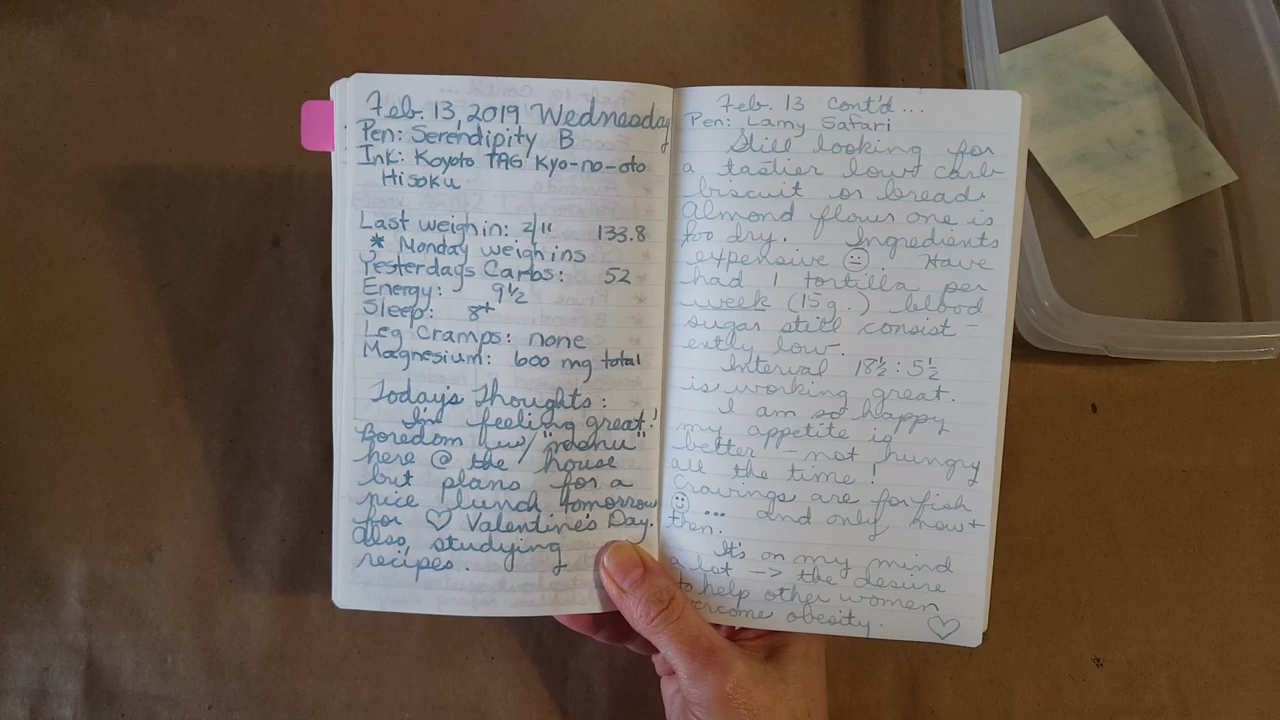 Feb. 13, 2019 Wednesday
Pen: Serendipity B
Ink: Koyoto TAG Kyo-no-oto
Hisoku
Last weighin: 2/11 133.8
* Monday weighins
Yesterdays Carbs: 52
Energy: 9½
Sleep: 8+
Leg Cramps: none
Magnesium: 600 mg total
Today's Thoughts:
I'm feeling great!
Boredom w/ "menu"
here @ the house
but plans for a
nice lunch tomorrow
for ♡ Valentine's Day.
Also, studying
recipes.
Feb. 13 Cont'd...
Pen: Lamy Safari
Still looking for
a tastier low carb
biscuit or bread.
Almond flour one is
too dry. Ingredients
expensive 😐. Have
had 1 tortilla per
week (15g.) blood
sugar still consist-
ently low.
Interval 18½:5½
is working great.
I am so happy
my appetite is
better - not hungry
all the time!
Cravings are for fish
☺ ... and only now +
then.
It's on my mind
a lot -> the desire
to help other women
overcome obesity. ♡